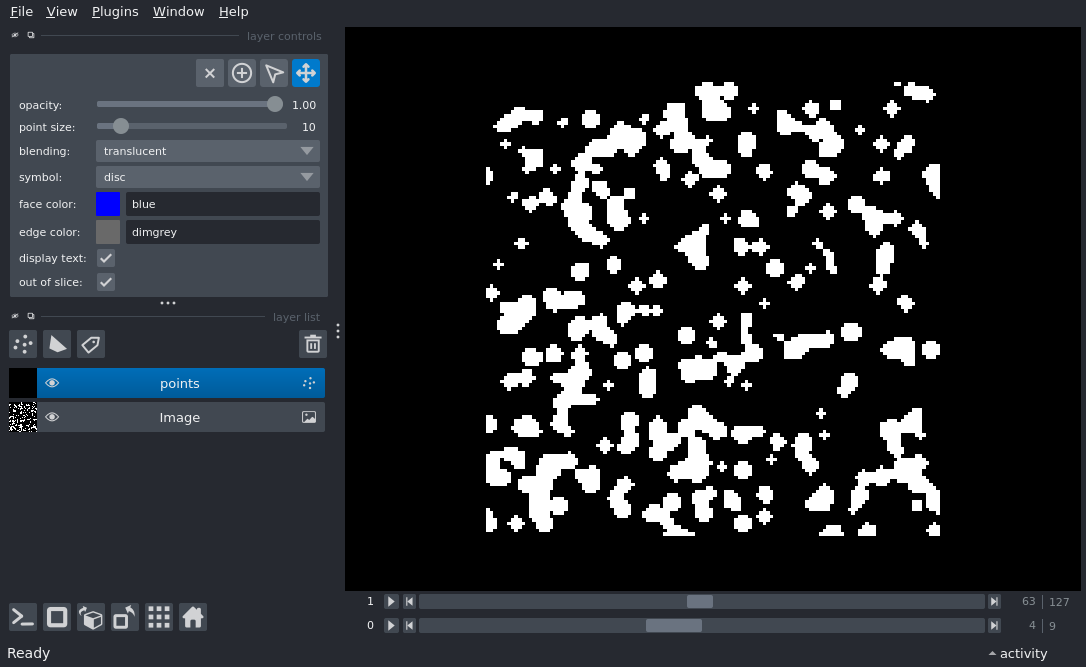 File View Plugins Window Help
layer controls
opacity: 1.00
point size: 10
blending: translucent
symbol: disc
face color: blue
edge color: dimgrey
display text:
out of slice:
layer list
points
Image
1 63 127
0 4 9
Ready activity